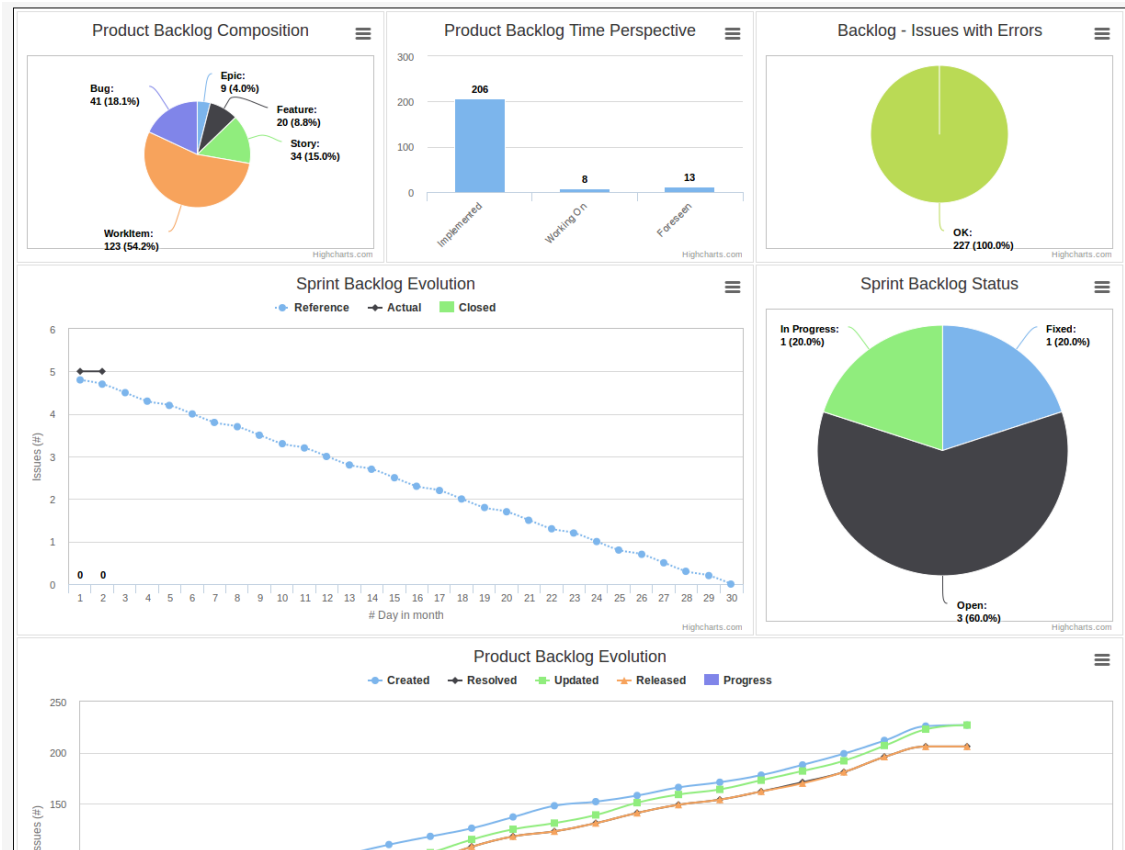 Product Backlog Composition
Epic:
9 (4.0%)
Bug:
41 (18.1%)
Feature:
20 (8.8%)
Story:
34 (15.0%)
WorkItem:
123 (54.2%)
Highcharts.com
Product Backlog Time Perspective
300
200
100
0
206
8
13
Implemented
Working On
Foreseen
Highcharts.com
Backlog - Issues with Errors
OK:
227 (100.0%)
Highcharts.com
Sprint Backlog Evolution
Reference Actual Closed
Issues (#)
6
5
4
3
2
1
0
0 0
1 2 3 4 5 6 7 8 9 10 11 12 13 14 15 16 17 18 19 20 21 22 23 24 25 26 27 28 29 30
# Day in month
Highcharts.com
Sprint Backlog Status
In Progress:
1 (20.0%)
Fixed:
1 (20.0%)
Open:
3 (60.0%)
Highcharts.com
Product Backlog Evolution
Created Resolved Updated Released Progress
250
200
150
ssues (#)